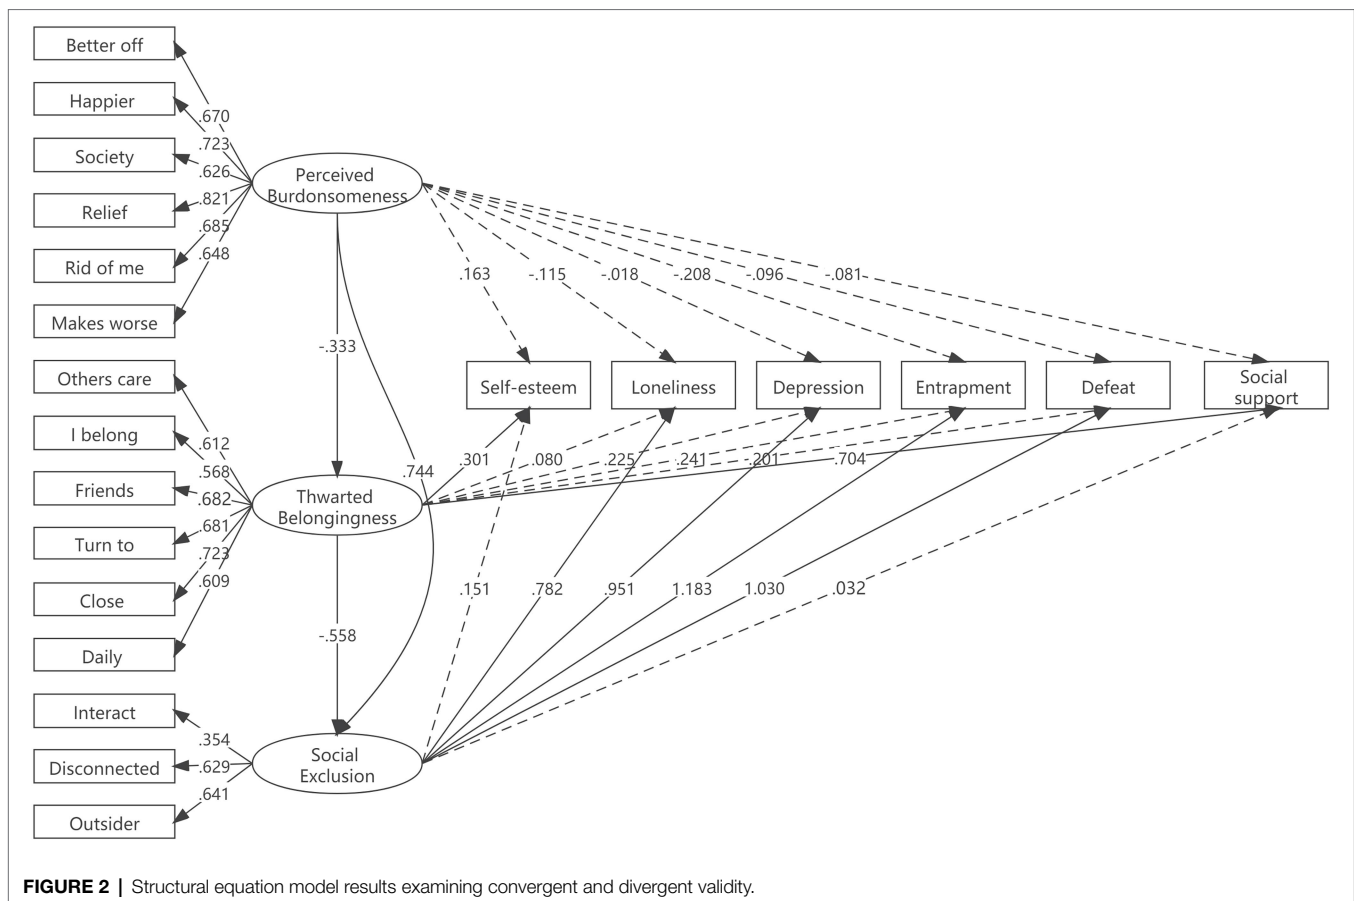 Better off
Happier
Society
Relief
Rid of me
Makes worse
Others care
I belong
Friends
Turn to
Close
Daily
Interact
Disconnected
Outsider
.670
.723
.626
.821
.685
.648
.612
.568
.682
.681
.723
.609
.354
.629
.641
Perceived
Burdonsomeness
-.333
.744
Thwarted
Belongingness
-.558
Social
Exclusion
.163
-.115
-.018
-.208
-.096
-.081
Self-esteem
Loneliness
Depression
Entrapment
Defeat
Social
support
.301
.080
.225
.241
.201
.704
.151
.782
.951
1.183
1.030
.032
FIGURE 2 | Structural equation model results examining convergent and divergent validity.